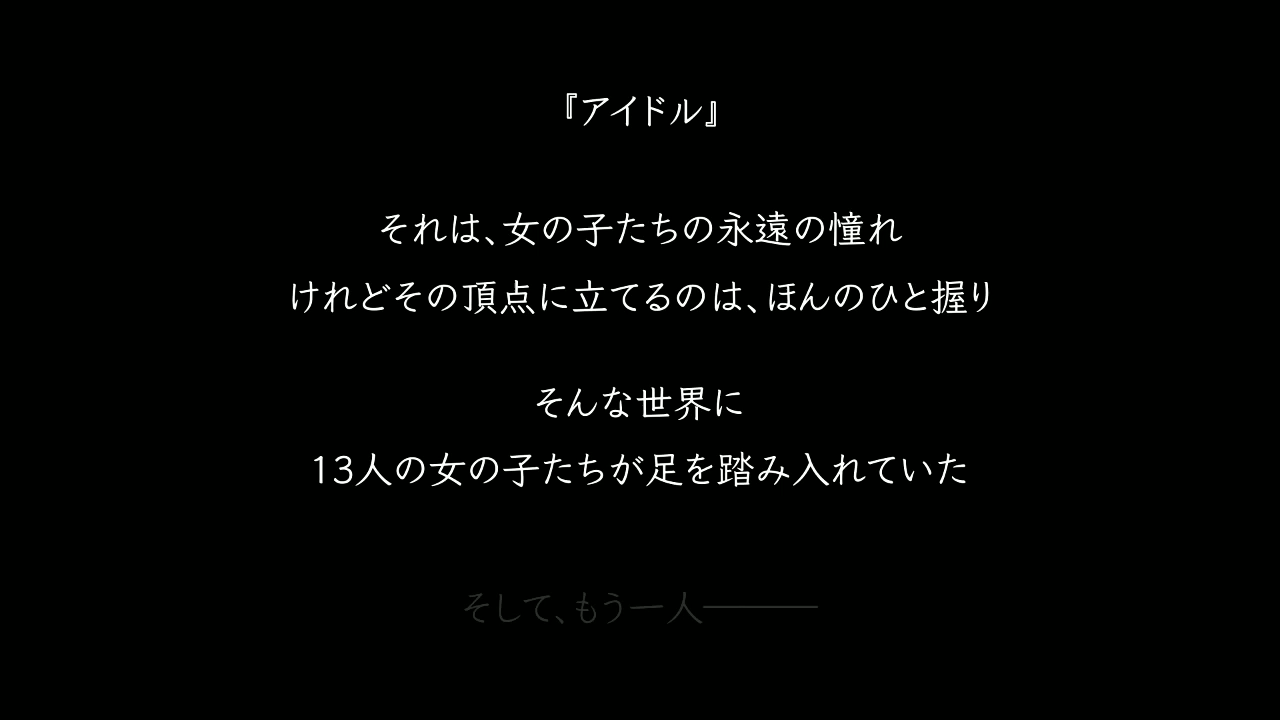 『アイドル』
それは、女の子たちの永遠の憧れ
けれどその頂点に立てるのは、ほんのひと握り
そんな世界に
13人の女の子たちが足を踏み入れていた
そして、もう一人────